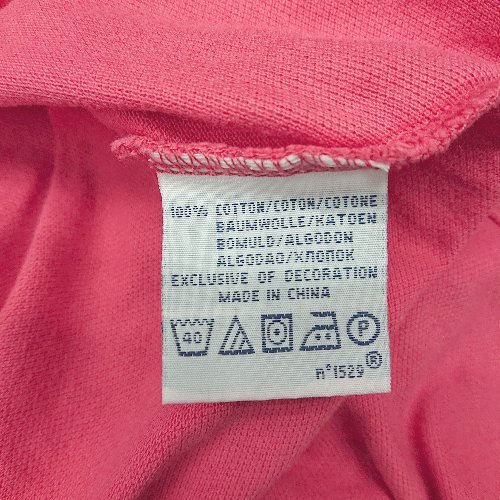 100% COTTON/COTON/COTONE
BAUMWOLLE/KATOEN
BOMULD/ALGODON
ALGODAO/ХЛОПОК
EXCLUSIVE OF DECORATION
MADE IN CHINA
40 P
n°1529®